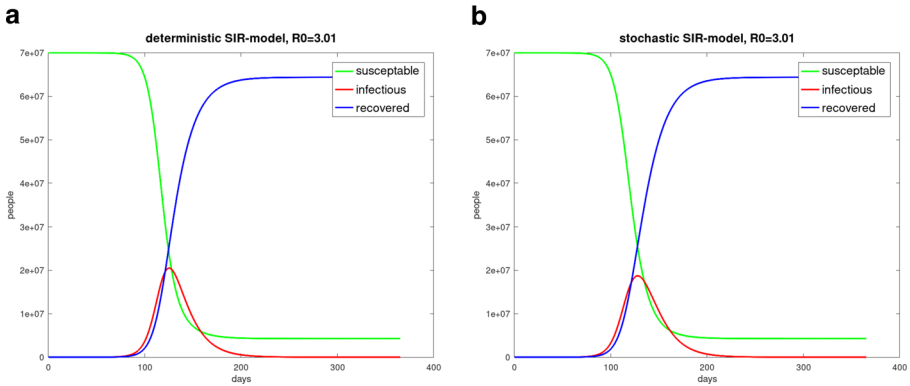 a
deterministic SIR-model, R0=3.01
7e+07
6e+07
5e+07
4e+07
3e+07
2e+07
1e+07
0
people
0
100
200
300
400
days
susceptable
infectious
recovered
b
stochastic SIR-model, R0=3.01
7e+07
6e+07
5e+07
4e+07
3e+07
2e+07
1e+07
0
people
0
100
200
300
400
days
susceptable
infectious
recovered